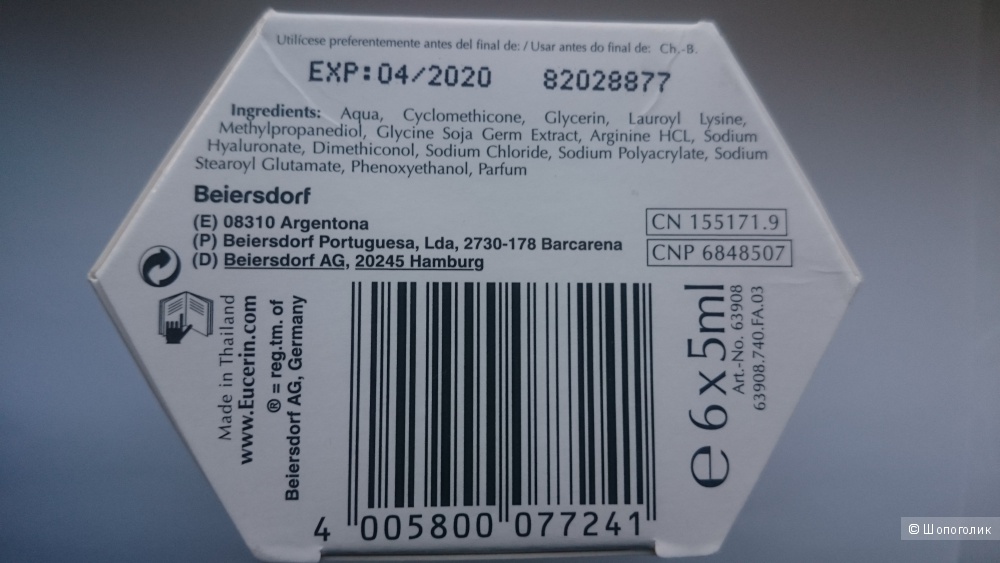 Utilícese preferentemente antes del final de: / Usar antes do final de: Ch.-B.
EXP:04/2020 82028877
Ingredients: Aqua, Cyclomethicone, Glycerin, Lauroyl Lysine,
Methylpropanediol, Glycine Soja Germ Extract, Arginine HCL, Sodium
Hyaluronate, Dimethiconol, Sodium Chloride, Sodium Polyacrylate, Sodium
Stearoyl Glutamate, Phenoxyethanol, Parfum
Beiersdorf
(E) 08310 Argentona
(P) Beiersdorf Portuguesa, Lda, 2730-178 Barcarena
(D) Beiersdorf AG, 20245 Hamburg
CN 155171.9
CNP 6848507
Made in Thailand
www.Eucerin.com
® = reg.tm. of
Beiersdorf AG, Germany
4 005800 077241
e 6 x 5ml
Art.-No. 63908
63908.740.FA.03
© Шопоголик